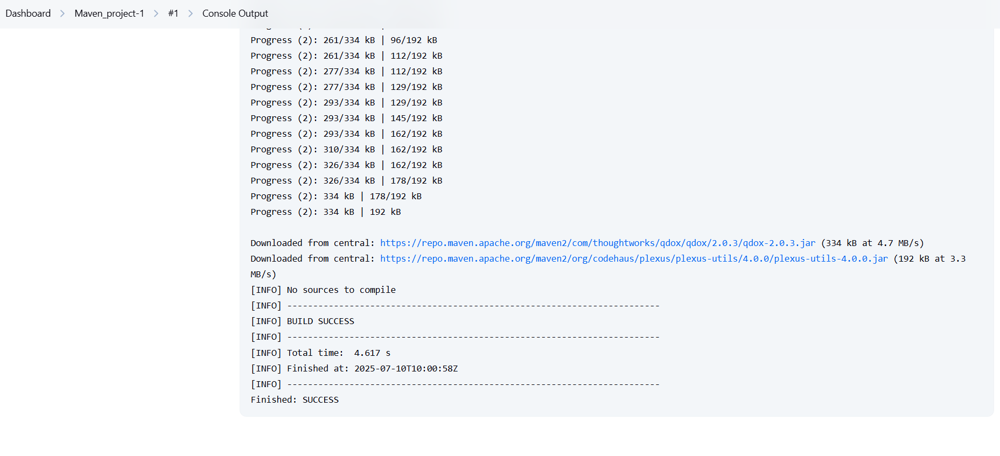 Dashboard > Maven_project-1 > #1 > Console Output
Progress (2): 261/334 kB | 96/192 kB
Progress (2): 261/334 kB | 112/192 kB
Progress (2): 277/334 kB | 112/192 kB
Progress (2): 277/334 kB | 129/192 kB
Progress (2): 293/334 kB | 129/192 kB
Progress (2): 293/334 kB | 145/192 kB
Progress (2): 293/334 kB | 162/192 kB
Progress (2): 310/334 kB | 162/192 kB
Progress (2): 326/334 kB | 162/192 kB
Progress (2): 326/334 kB | 178/192 kB
Progress (2): 334 kB | 178/192 kB
Progress (2): 334 kB | 192 kB
Downloaded from central: https://repo.maven.apache.org/maven2/com/thoughtworks/qdox/qdox/2.0.3/qdox-2.0.3.jar (334 kB at 4.7 MB/s)
Downloaded from central: https://repo.maven.apache.org/maven2/org/codehaus/plexus/plexus-utils/4.0.0/plexus-utils-4.0.0.jar (192 kB at 3.3
MB/s)
[INFO] No sources to compile
[INFO] ------------------------------------------------------------------------
[INFO] BUILD SUCCESS
[INFO] ------------------------------------------------------------------------
[INFO] Total time:  4.617 s
[INFO] Finished at: 2025-07-10T10:00:58Z
[INFO] ------------------------------------------------------------------------
Finished: SUCCESS